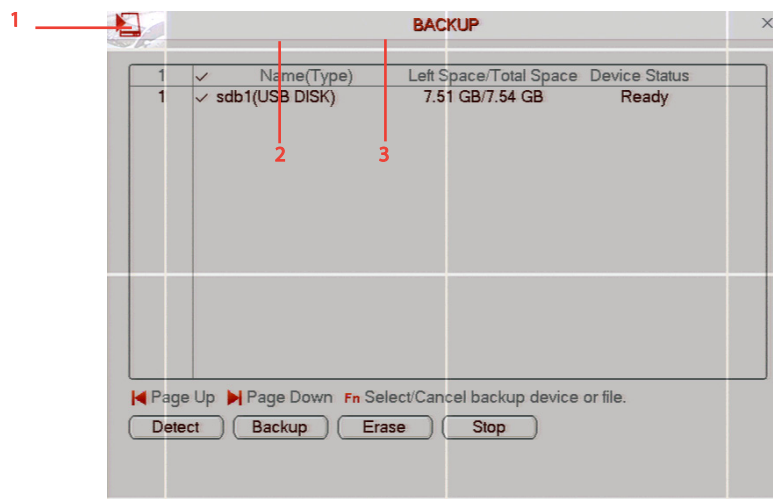 1
BACKUP
1 Name(Type) Left Space/Total Space Device Status
1 sdb1(USB DISK) 7.51 GB/7.54 GB Ready
2 3
Page Up Page Down Fn Select/Cancel backup device or file.
Detect Backup Erase Stop